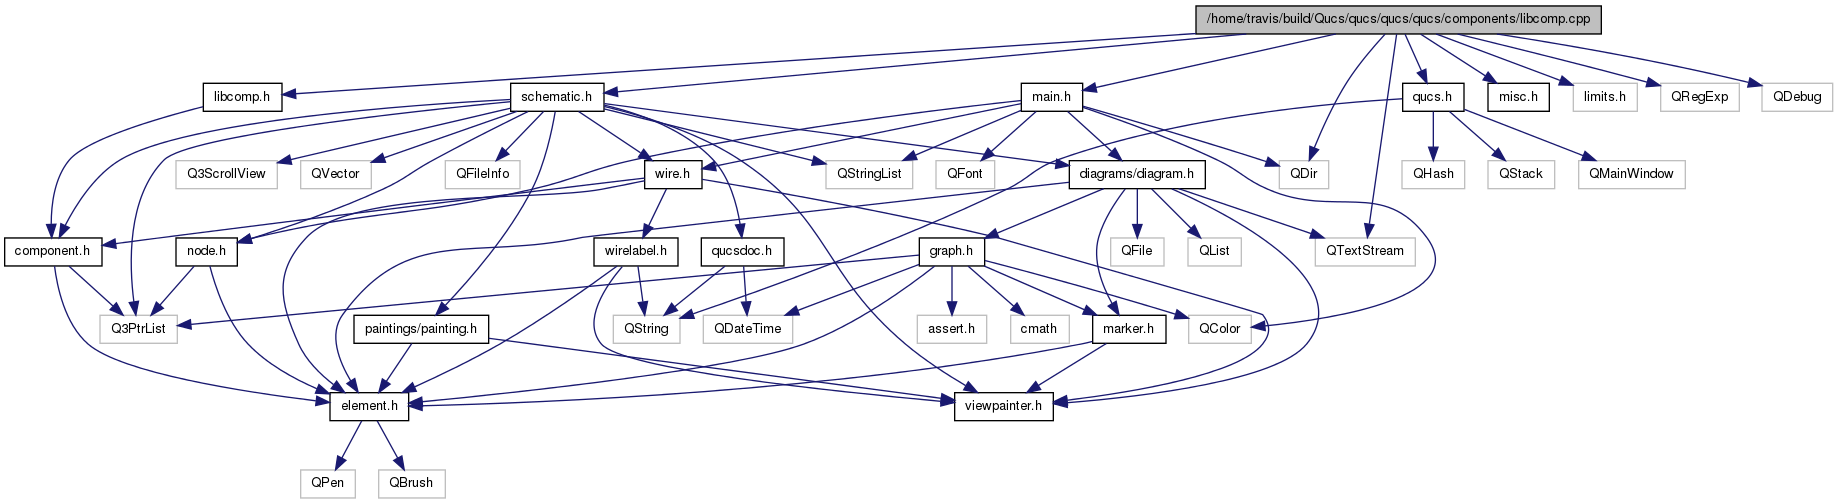 /home/travis/build/Qucs/qucs/qucs/qucs/components/libcomp.cpp
libcomp.h
schematic.h
main.h
qucs.h
misc.h
limits.h
QRegExp
QDebug
Q3ScrollView
QVector
QFileInfo
wire.h
QStringList
QFont
diagrams/diagram.h
QDir
QHash
QStack
QMainWindow
component.h
node.h
wirelabel.h
qucsdoc.h
graph.h
QFile
QList
QTextStream
Q3PtrList
paintings/painting.h
QString
QDateTime
assert.h
cmath
marker.h
QColor
element.h
viewpainter.h
QPen
QBrush